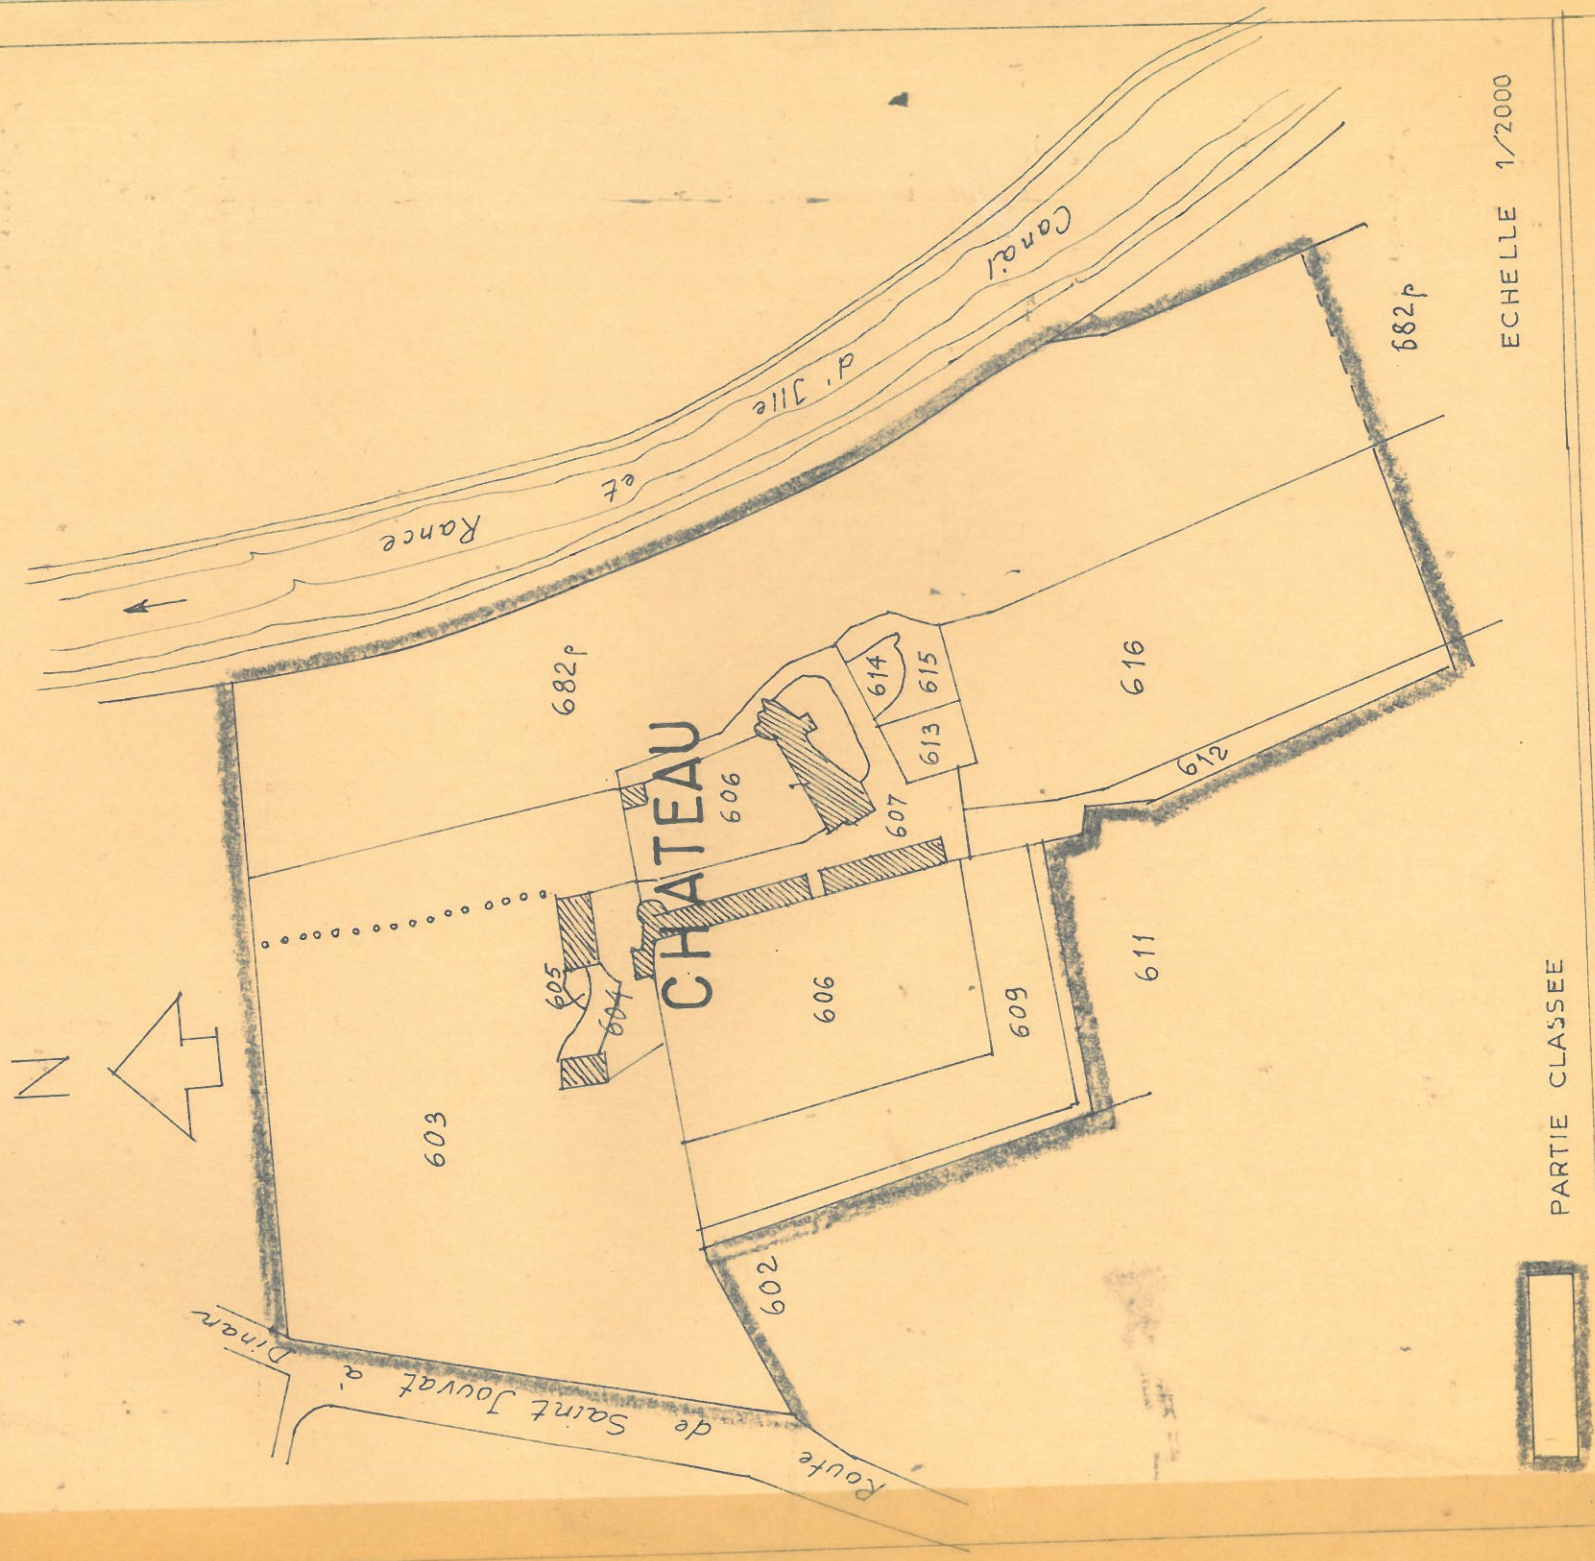 N
Canal
d'Ille
et
Rance
682p
682p
603
605
604
CHATEAU
606
606
607
613
614
615
616
612
609
611
602
Route
de Saint Jouvat à
Dinan
ECHELLE 1/2000
PARTIE CLASSEE